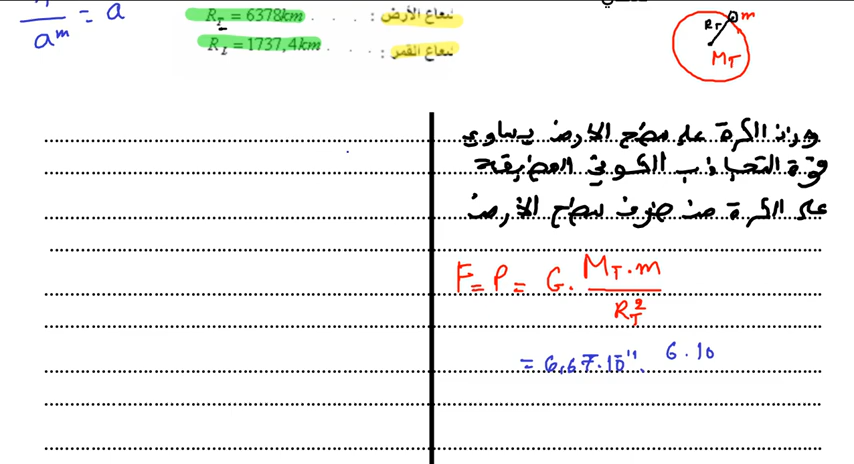 a^m = a
R_T = 6378km . . . . . شعاع الأرض :
R_L = 1737,4km . . . . . شعاع القمر :
R_T m
M_T
وزن الكرة على سطح الأرض يساوي
قوة التجاذب الكوني المطبقة
على الكرة من طرف سطح الأرض
F = P = G . M_T . m / R_T^2
= 6,67.10^-11 . 6.10